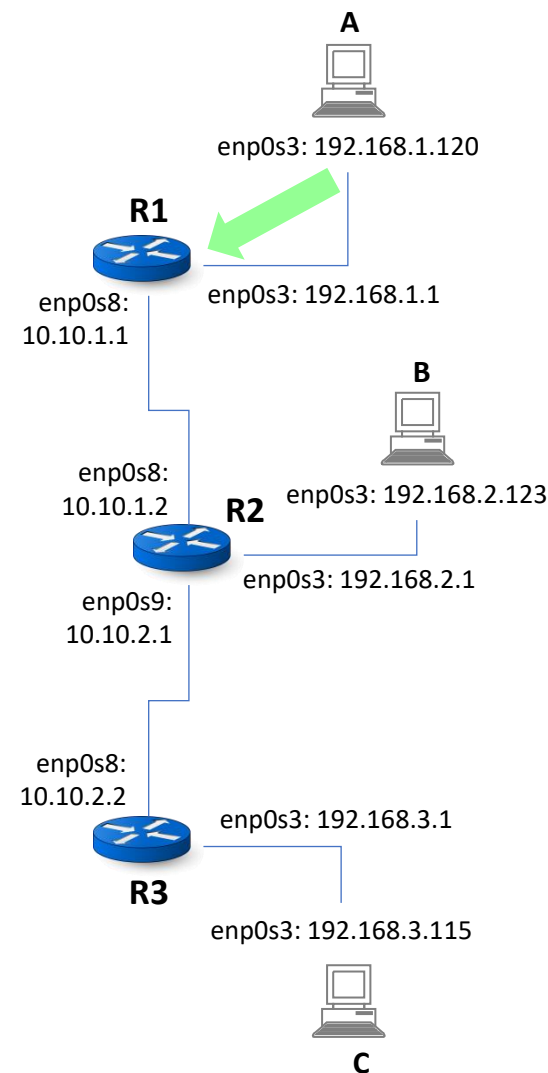 A
enp0s3: 192.168.1.120
R1
enp0s8:
10.10.1.1
enp0s3: 192.168.1.1
B
enp0s8:
10.10.1.2
enp0s3: 192.168.2.123
R2
enp0s3: 192.168.2.1
enp0s9:
10.10.2.1
enp0s8:
10.10.2.2
enp0s3: 192.168.3.1
R3
enp0s3: 192.168.3.115
C